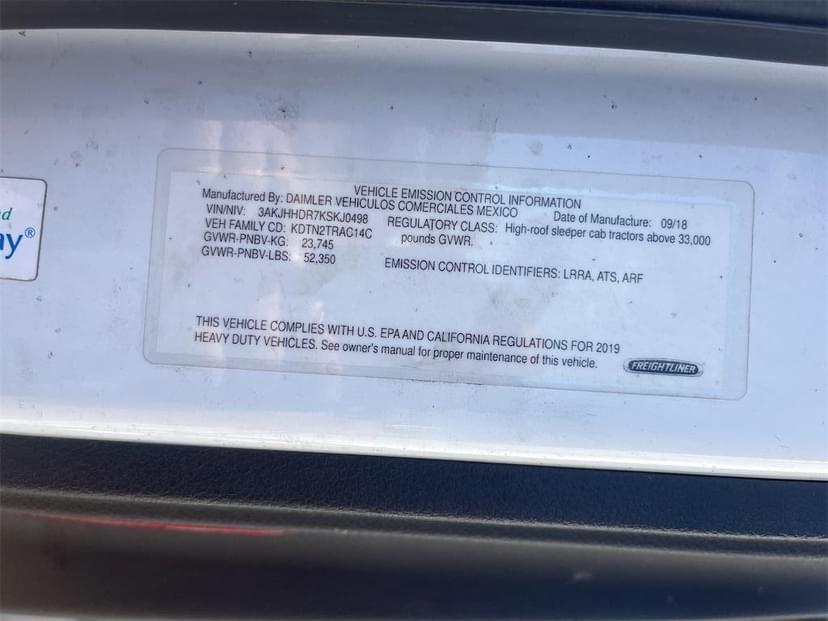 VEHICLE EMISSION CONTROL INFORMATION
Manufactured By: DAIMLER VEHICULOS COMERCIALES MEXICO
Date of Manufacture: 09/18
VIN/NIV: 3AKJHHDR7KSKJ0498
VEH FAMILY CD: KDTN2TRAC14C
GVWR-PNBV-KG: 23,745
GVWR-PNBV-LBS: 52,350
REGULATORY CLASS: High-roof sleeper cab tractors above 33,000
pounds GVWR.
EMISSION CONTROL IDENTIFIERS: LRRA, ATS, ARF
THIS VEHICLE COMPLIES WITH U.S. EPA AND CALIFORNIA REGULATIONS FOR 2019
HEAVY DUTY VEHICLES. See owner's manual for proper maintenance of this vehicle.
FREIGHTLINER